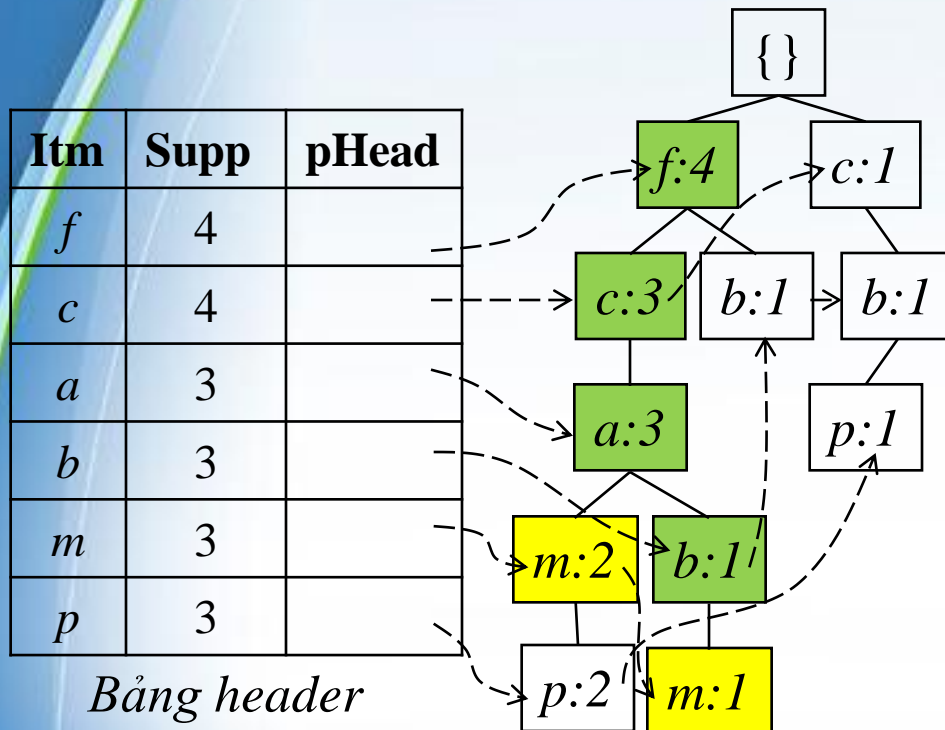 {}
Itm Supp pHead
f:4 c:1
f 4
c 4
c:3 b:1 b:1
a 3
a:3 p:1
b 3
m 3
m:2 b:1
p 3
p:2 m:1
Bảng header